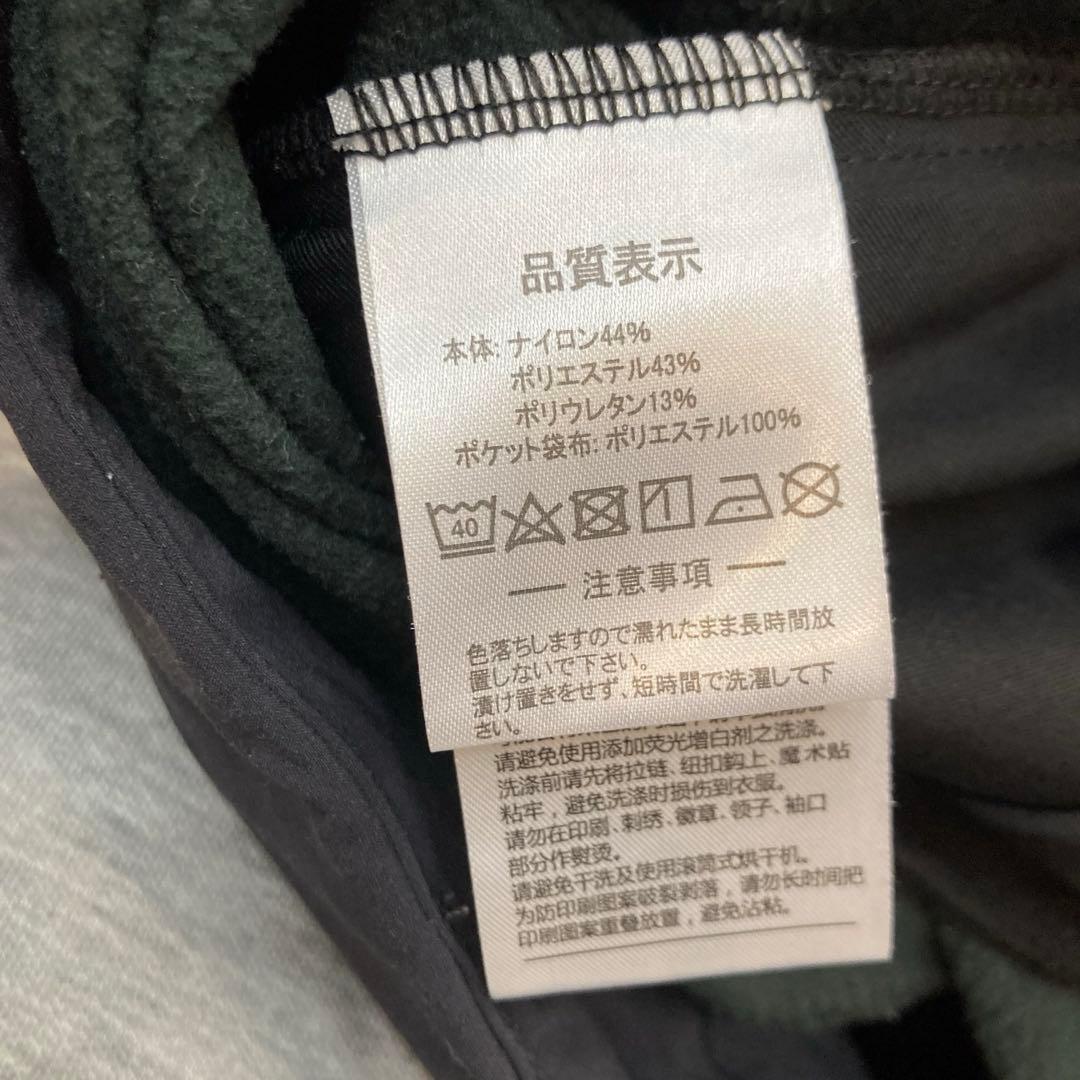 品質表示
本体: ナイロン44%
ポリエステル43%
ポリウレタン13%
ポケット袋布: ポリエステル100%
40
注意事項
色落ちしますので濡れたまま長時間放
置しないで下さい。
漬け置きをせず、短時間で洗濯して下
さい。
请避免使用添加荧光增白剂之洗涤。
洗涤前请先将拉链、纽扣鈎上、魔术贴
粘牢，避免洗涤时损伤到衣服。
请勿在印刷、刺绣、徽章、领子、袖口
部分作熨烫。
请避免干洗及使用滚筒式烘干机。
为防印刷图案破裂剥落，请勿长时间把
印刷图案重叠放置，避免沾粘。